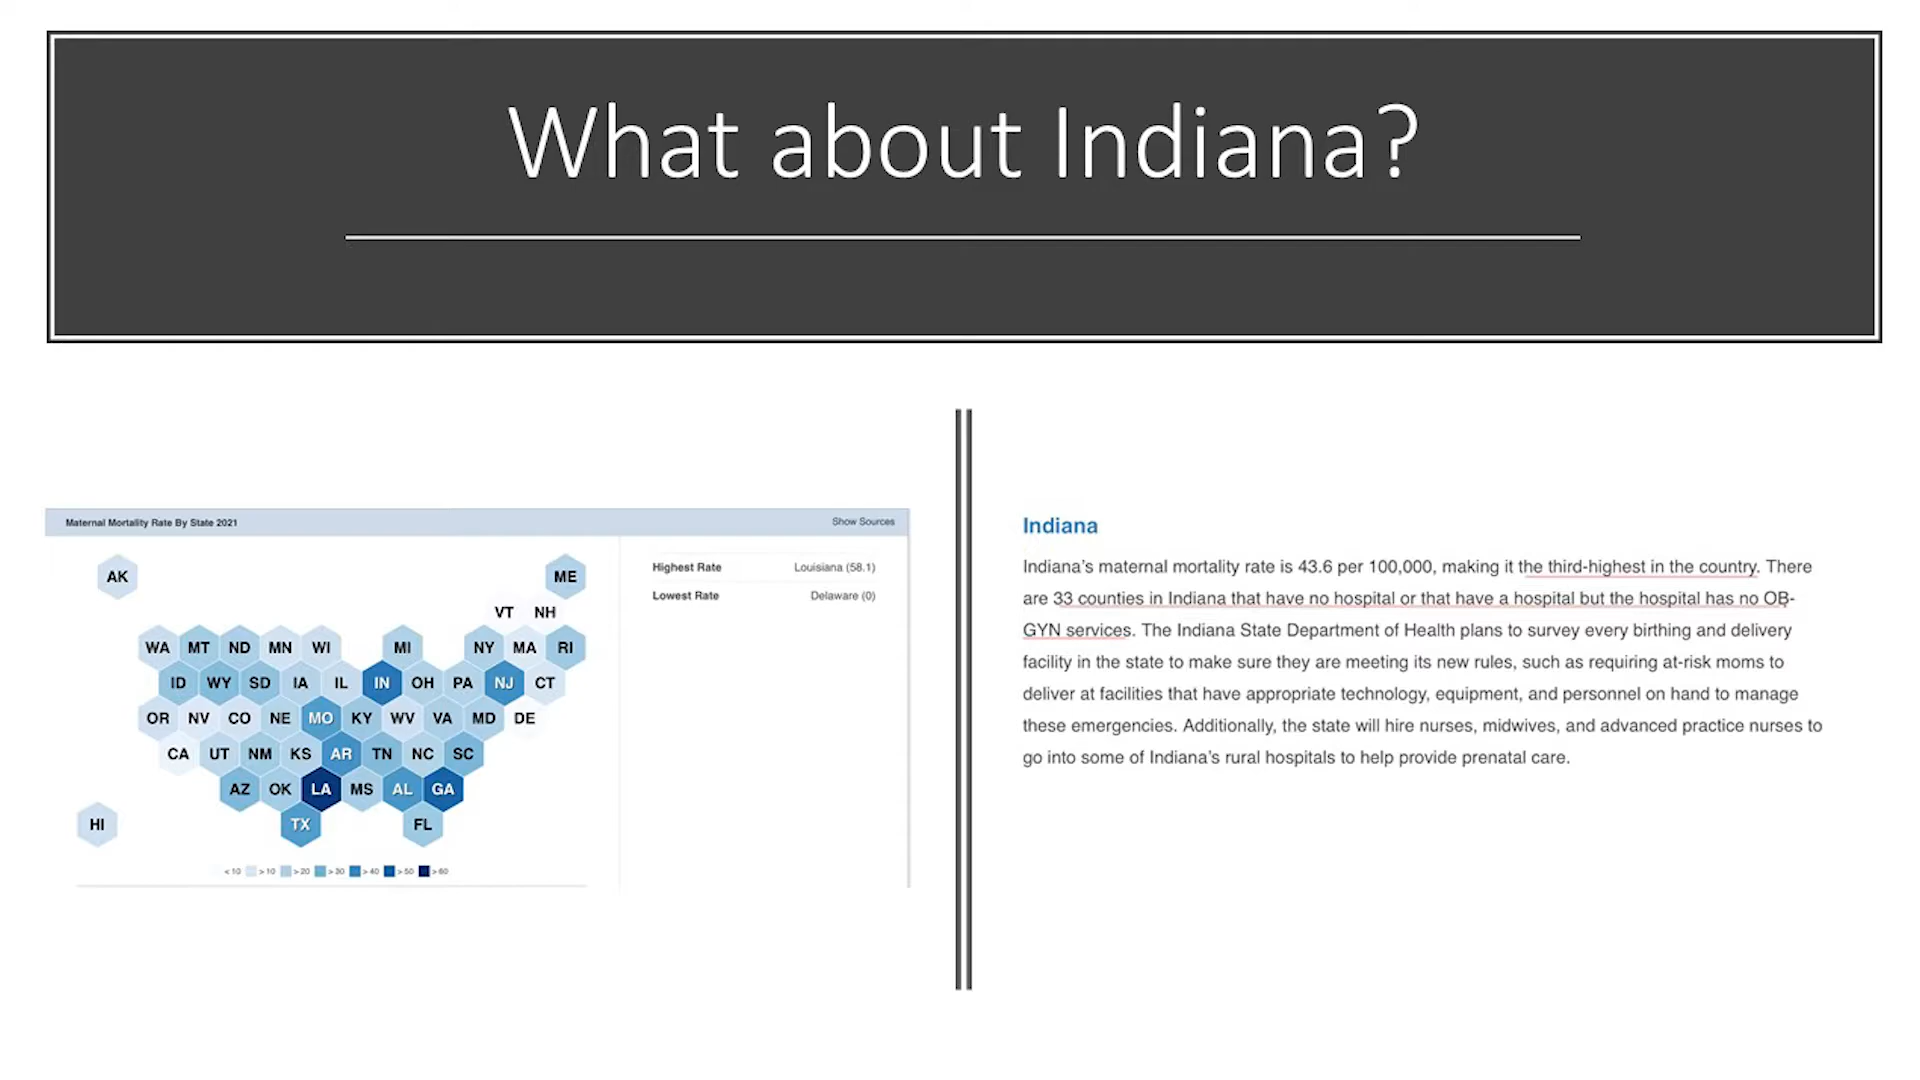 What about Indiana?
Maternal Mortality Rate By State 2021
Show Sources
AK
ME
VT NH
WA MT ND MN WI MI NY MA RI
ID WY SD IA IL IN OH PA NJ CT
OR NV CO NE MO KY WV VA MD DE
CA UT NM KS AR TN NC SC
AZ OK LA MS AL GA
HI TX FL
< 10 > 10 > 20 > 30 > 40 > 50 > 60
Highest Rate Louisiana (58.1)
Lowest Rate Delaware (0)
Indiana
Indiana’s maternal mortality rate is 43.6 per 100,000, making it the third-highest in the country. There
are 33 counties in Indiana that have no hospital or that have a hospital but the hospital has no OB-
GYN services. The Indiana State Department of Health plans to survey every birthing and delivery
facility in the state to make sure they are meeting its new rules, such as requiring at-risk moms to
deliver at facilities that have appropriate technology, equipment, and personnel on hand to manage
these emergencies. Additionally, the state will hire nurses, midwives, and advanced practice nurses to
go into some of Indiana’s rural hospitals to help provide prenatal care.